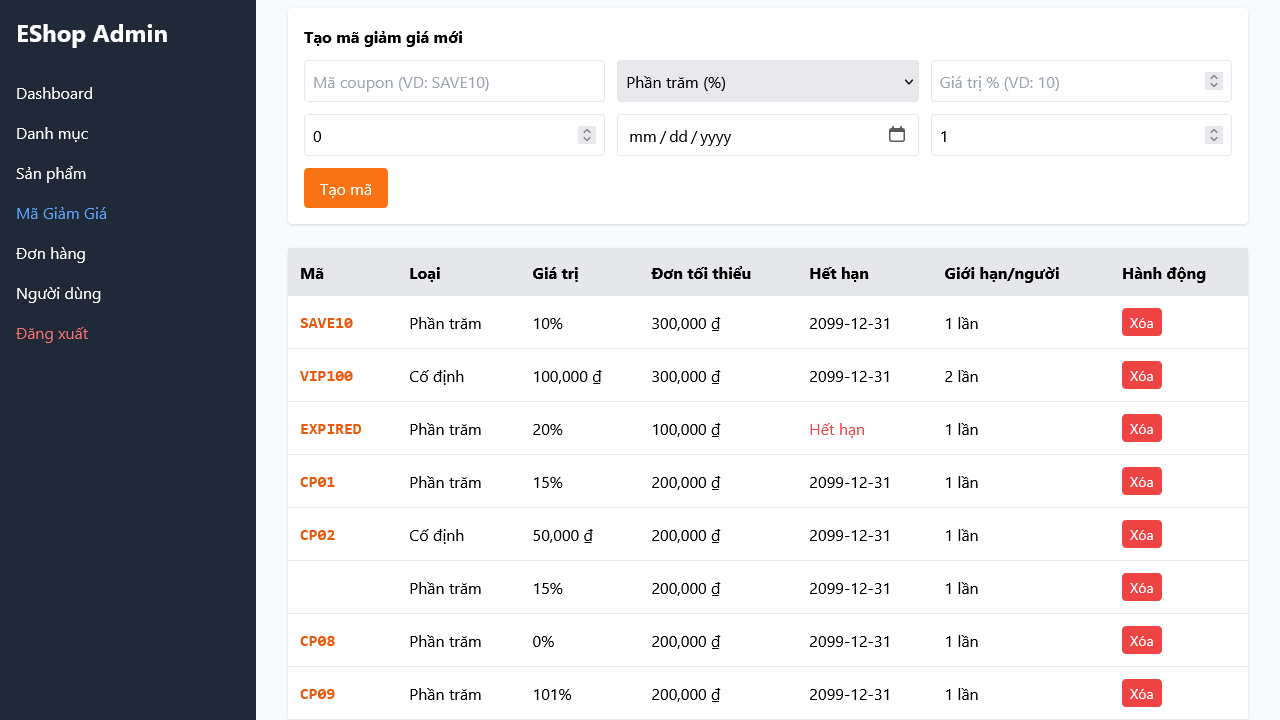 EShop Admin
Dashboard
Danh mục
Sản phẩm
Mã Giảm Giá
Đơn hàng
Người dùng
Đăng xuất
Tạo mã giảm giá mới
Mã coupon (VD: SAVE10)
Phần trăm (%)
Giá trị % (VD: 10)
0
mm / dd / yyyy
1
Tạo mã
Mã Loại Giá trị Đơn tối thiểu Hết hạn Giới hạn/người Hành động
SAVE10 Phần trăm 10% 300,000 ₫ 2099-12-31 1 lần Xóa
VIP100 Cố định 100,000 ₫ 300,000 ₫ 2099-12-31 2 lần Xóa
EXPIRED Phần trăm 20% 100,000 ₫ Hết hạn 1 lần Xóa
CP01 Phần trăm 15% 200,000 ₫ 2099-12-31 1 lần Xóa
CP02 Cố định 50,000 ₫ 200,000 ₫ 2099-12-31 1 lần Xóa
Phần trăm 15% 200,000 ₫ 2099-12-31 1 lần Xóa
CP08 Phần trăm 0% 200,000 ₫ 2099-12-31 1 lần Xóa
CP09 Phần trăm 101% 200,000 ₫ 2099-12-31 1 lần Xóa